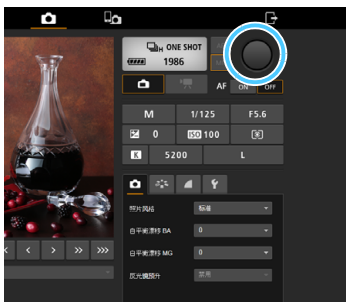 H ONE SHOT
1986
AF ON OFF
M 1/125 F5.6
0 ISO 100
K 5200 L
照片风格 标准
白平衡漂移 BA 0
白平衡漂移 MG 0
反光镜预升 禁用